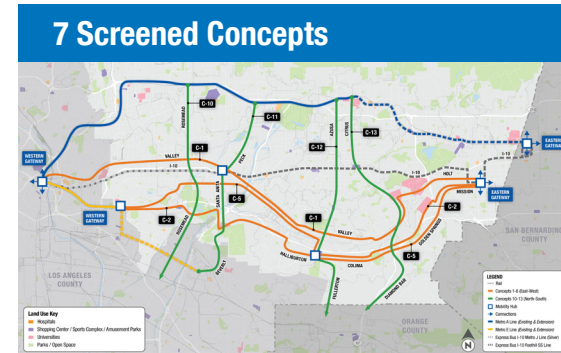 7 Screened Concepts
C-10
ROSEMEAD
C-11
PECK
AZUSA
CITRUS
C-12
C-13
WESTERN
GATEWAY
VALLEY
C-1
I-10
I-10
HOLT
I-10
EASTERN
GATEWAY
MISSION
EASTERN
GATEWAY
SANTA ANITA
C-5
WESTERN
GATEWAY
C-2
ROSEMEAD
C-1
VALLEY
C-2
GOLDEN SPRINGS
C-5
BEVERLY
HALLIBURTON
COLIMA
FULLERTON
DIAMOND BAR
SAN BERNARDINO
COUNTY
LOS ANGELES
COUNTY
ORANGE
COUNTY
N
Land Use Key
Hospitals
Shopping Center / Sports Complex / Amusement Parks
Universities
Parks / Open Space
LEGEND
Rail
Concepts 1-8 (East-West)
Concepts 10-13 (North-South)
Mobility Hub
Connections
Metro A Line (Existing & Extension)
Metro E Line (Existing & Extension)
Express Bus I-10 Metro J Line (Silver)
Express Bus I-10 Foothill SS Line